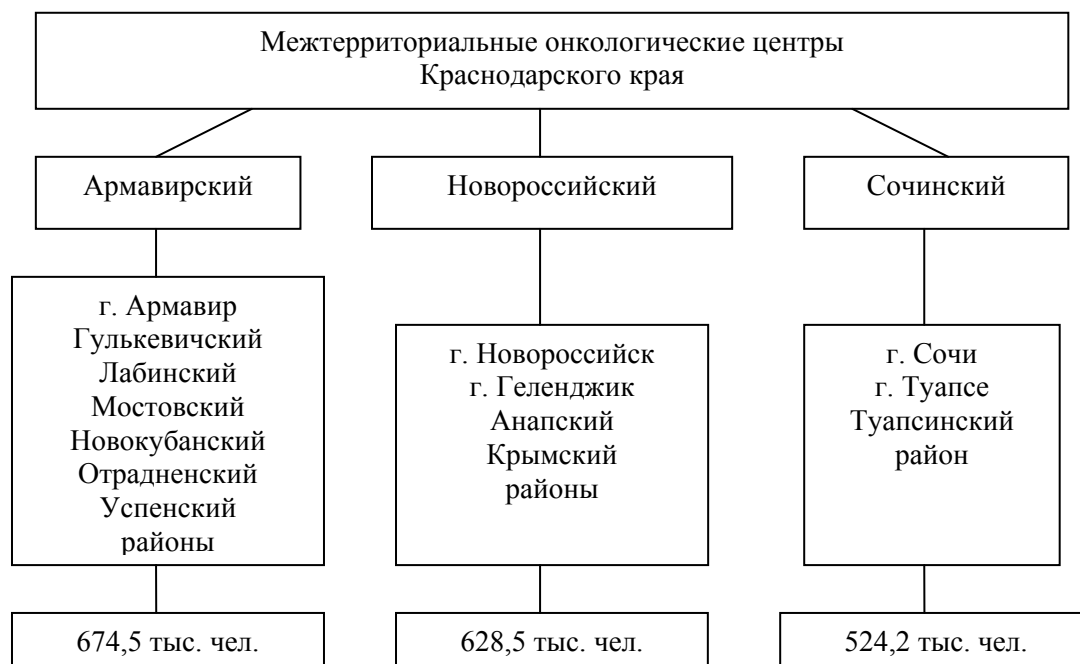 Межтерриториальные онкологические центры
Краснодарского края
Армавирский
Новороссийский
Сочинский
г. Армавир
Гулькевичский
Лабинский
Мостовский
Новокубанский
Отрадненский
Успенский
районы
г. Новороссийск
г. Геленджик
Анапский
Крымский
районы
г. Сочи
г. Туапсе
Туапсинский
район
674,5 тыс. чел.
628,5 тыс. чел.
524,2 тыс. чел.